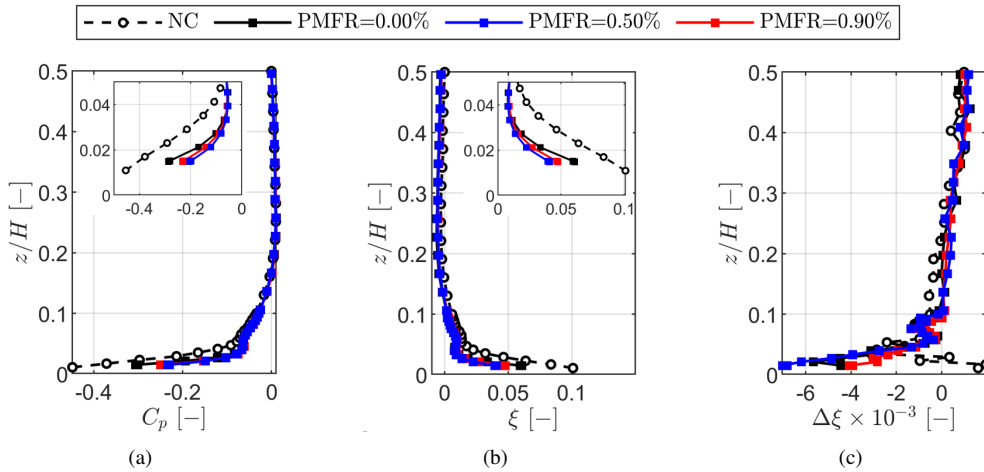 NC PMFR=0.00% PMFR=0.50% PMFR=0.90%
0.5 0.4 0.3 0.2 0.1 0
z/H [−]
0.04 0.02 0
-0.4 -0.2 0
-0.4 -0.2 0
C_p [−]
(a)
0.5 0.4 0.3 0.2 0.1 0
z/H [−]
0.04 0.02 0
0 0.05 0.1
0 0.05 0.1
ξ [−]
(b)
0.5 0.4 0.3 0.2 0.1 0
z/H [−]
-6 -4 -2 0
Δξ × 10⁻³ [−]
(c)